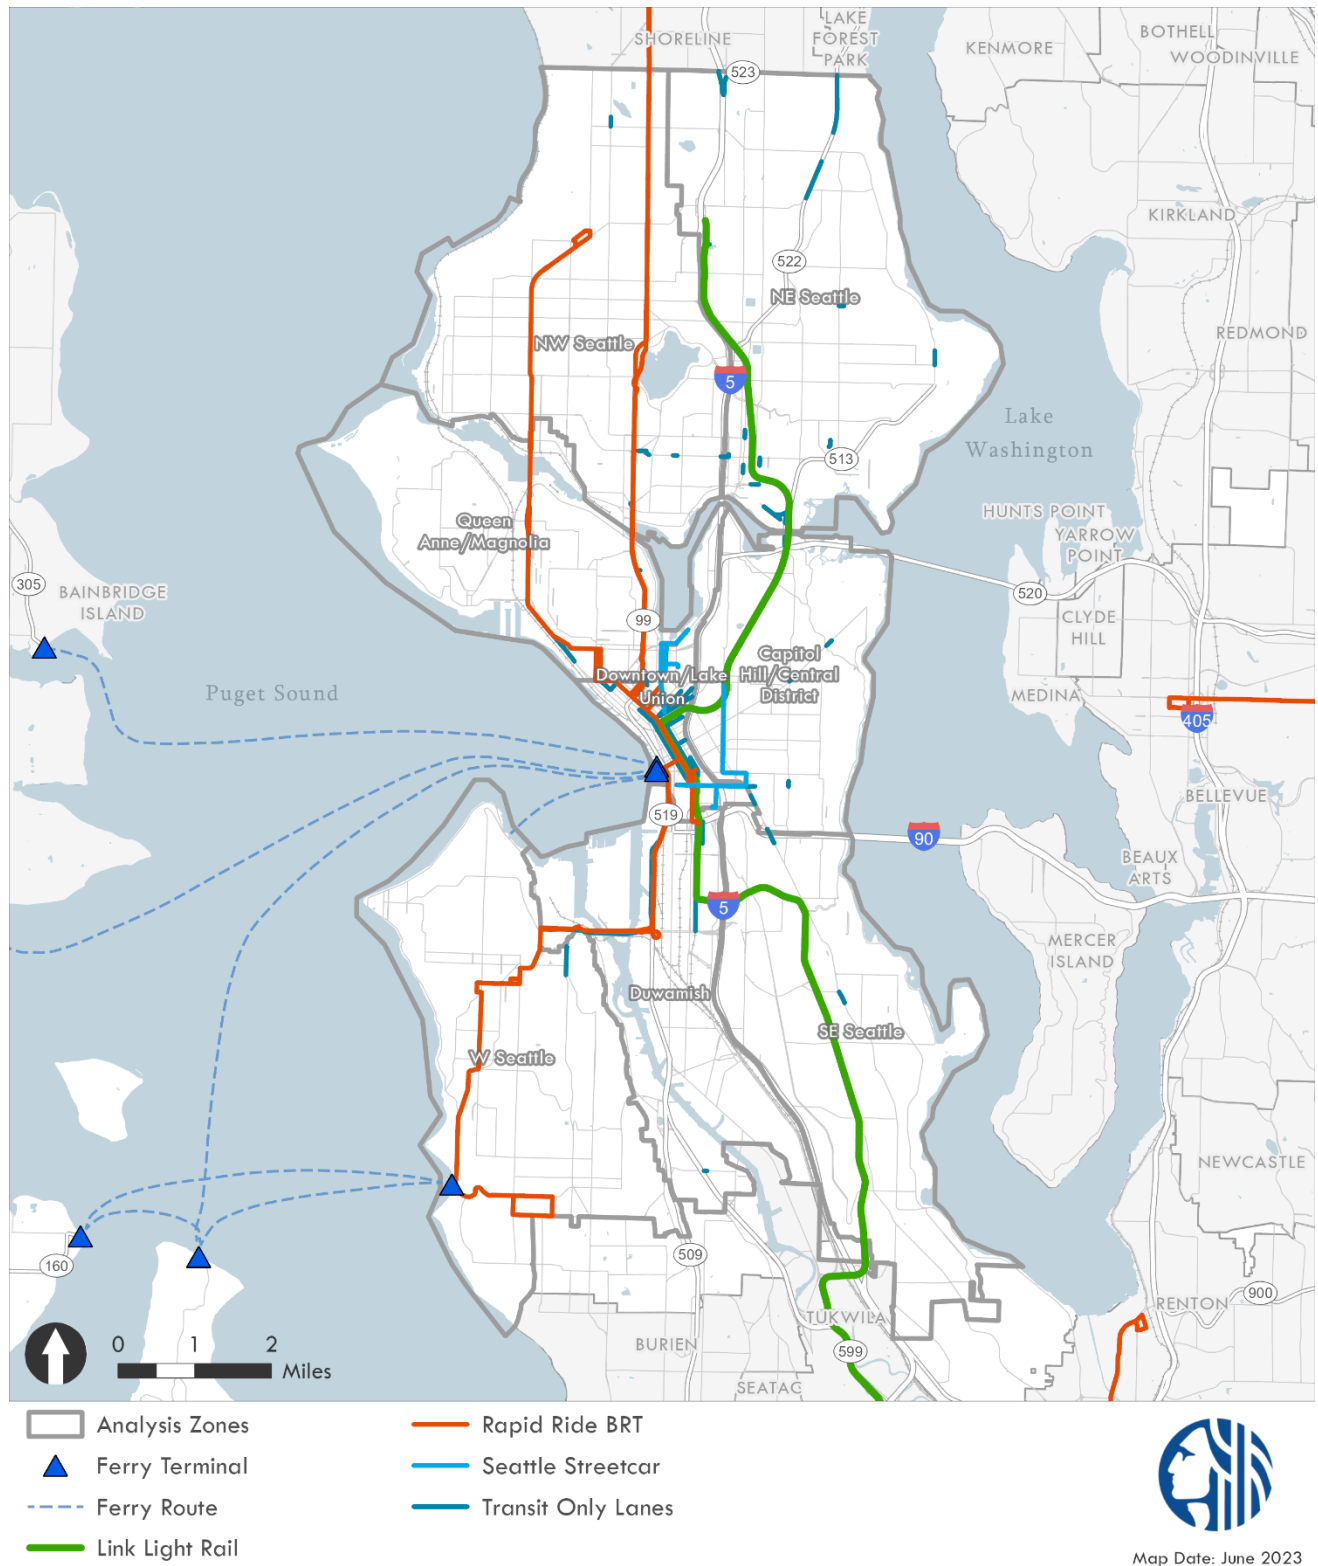 SHORELINE
LAKE
FOREST
PARK
KENMORE
BOTHELL
WOODINVILLE
523
KIRKLAND
522
NE Seattle
REDMOND
NW Seattle
5
Lake
Washington
513
HUNTS POINT
YARROW
POINT
Queen
Anne/Magnolia
305
BAINBRIDGE
ISLAND
520
CLYDE
HILL
99
Capitol
Hill/Central
District
Downtown/Lake
Union
Puget Sound
MEDINA
405
BELLEVUE
519
90
BEAUX
ARTS
5
MERCER
ISLAND
Duwamish
SE Seattle
W Seattle
NEWCASTLE
160
509
RENTON
900
TUKWILA
BURIEN
599
SEATAC
0 1 2
Miles
Analysis Zones
Ferry Terminal
Ferry Route
Link Light Rail
Rapid Ride BRT
Seattle Streetcar
Transit Only Lanes
Map Date: June 2023